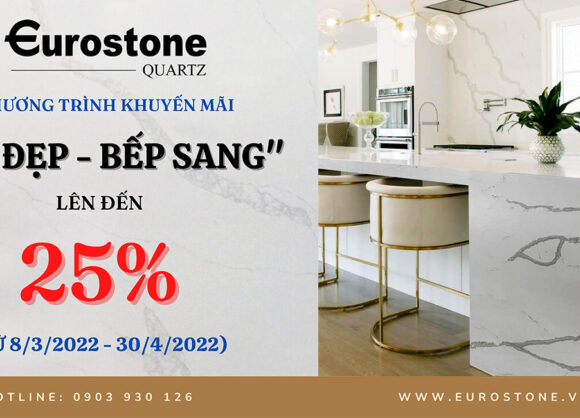 Eurostone
QUARTZ
ƯƠNG TRÌNH KHUYẾN MÃI
ĐẸP - BẾP SANG"
LÊN ĐẾN
25%
8/3/2022 - 30/4/2022)
OTLINE: 0903 930 126
WWW.EUROSTONE.V